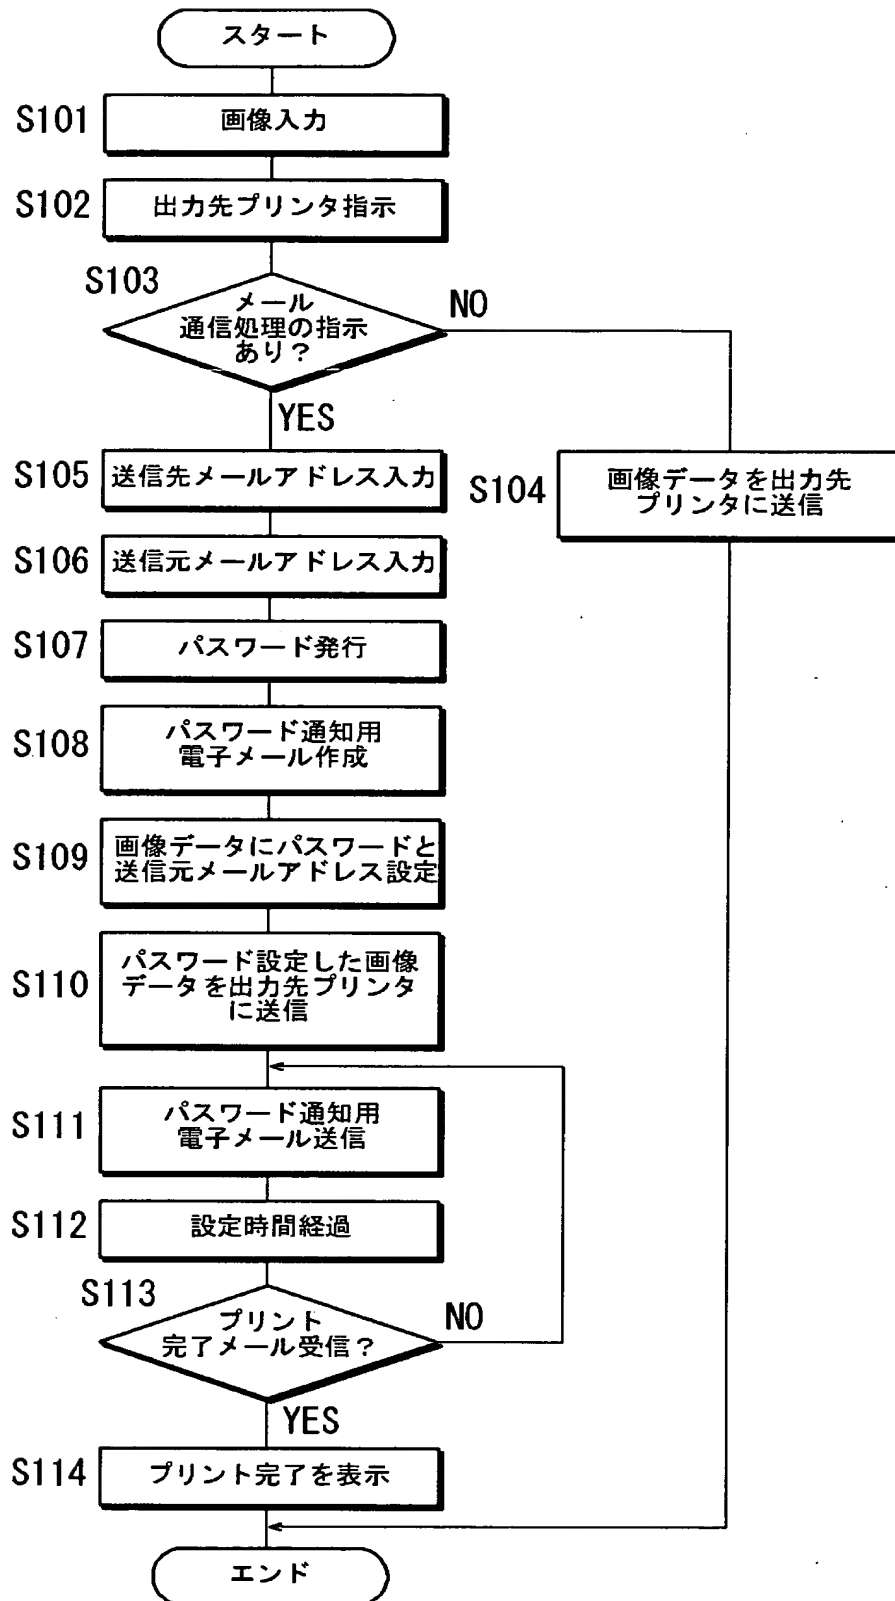 スタート
S101
画像入力
S102
出力先プリンタ指示
S103
メール
通信処理の指示
あり？
NO
YES
S105
送信先メールアドレス入力
S104
画像データを出力先
プリンタに送信
S106
送信元メールアドレス入力
S107
パスワード発行
S108
パスワード通知用
電子メール作成
S109
画像データにパスワードと
送信元メールアドレス設定
S110
パスワード設定した画像
データを出力先プリンタ
に送信
S111
パスワード通知用
電子メール送信
S112
設定時間経過
S113
プリント
完了メール受信？
NO
YES
S114
プリント完了を表示
エンド